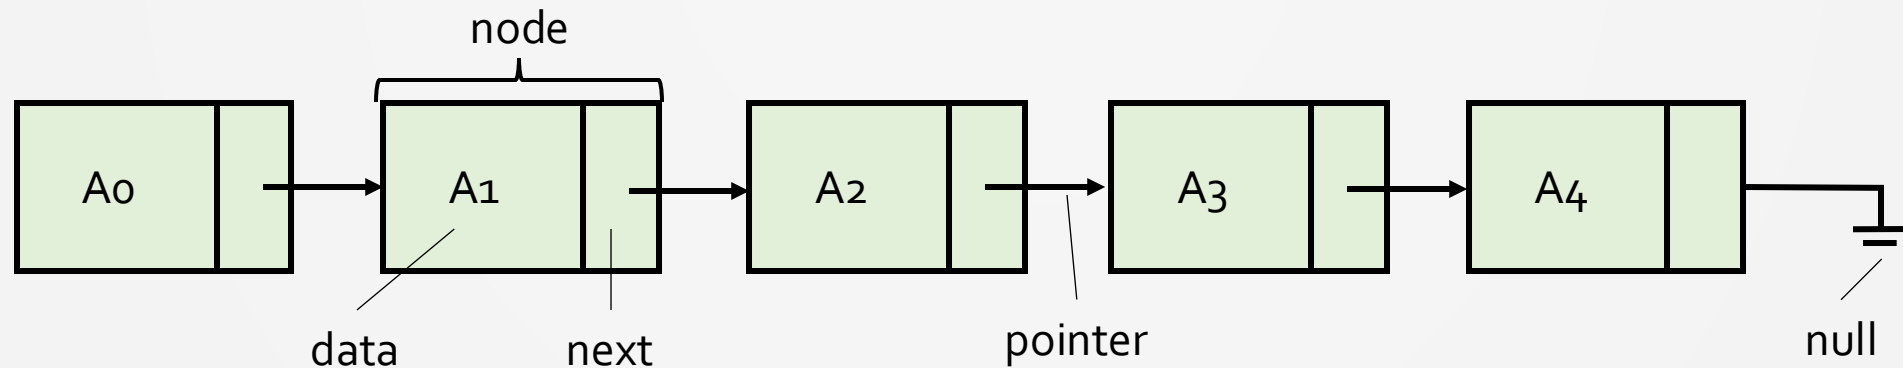 node
A0
A1
A2
A3
A4
data
next
pointer
null